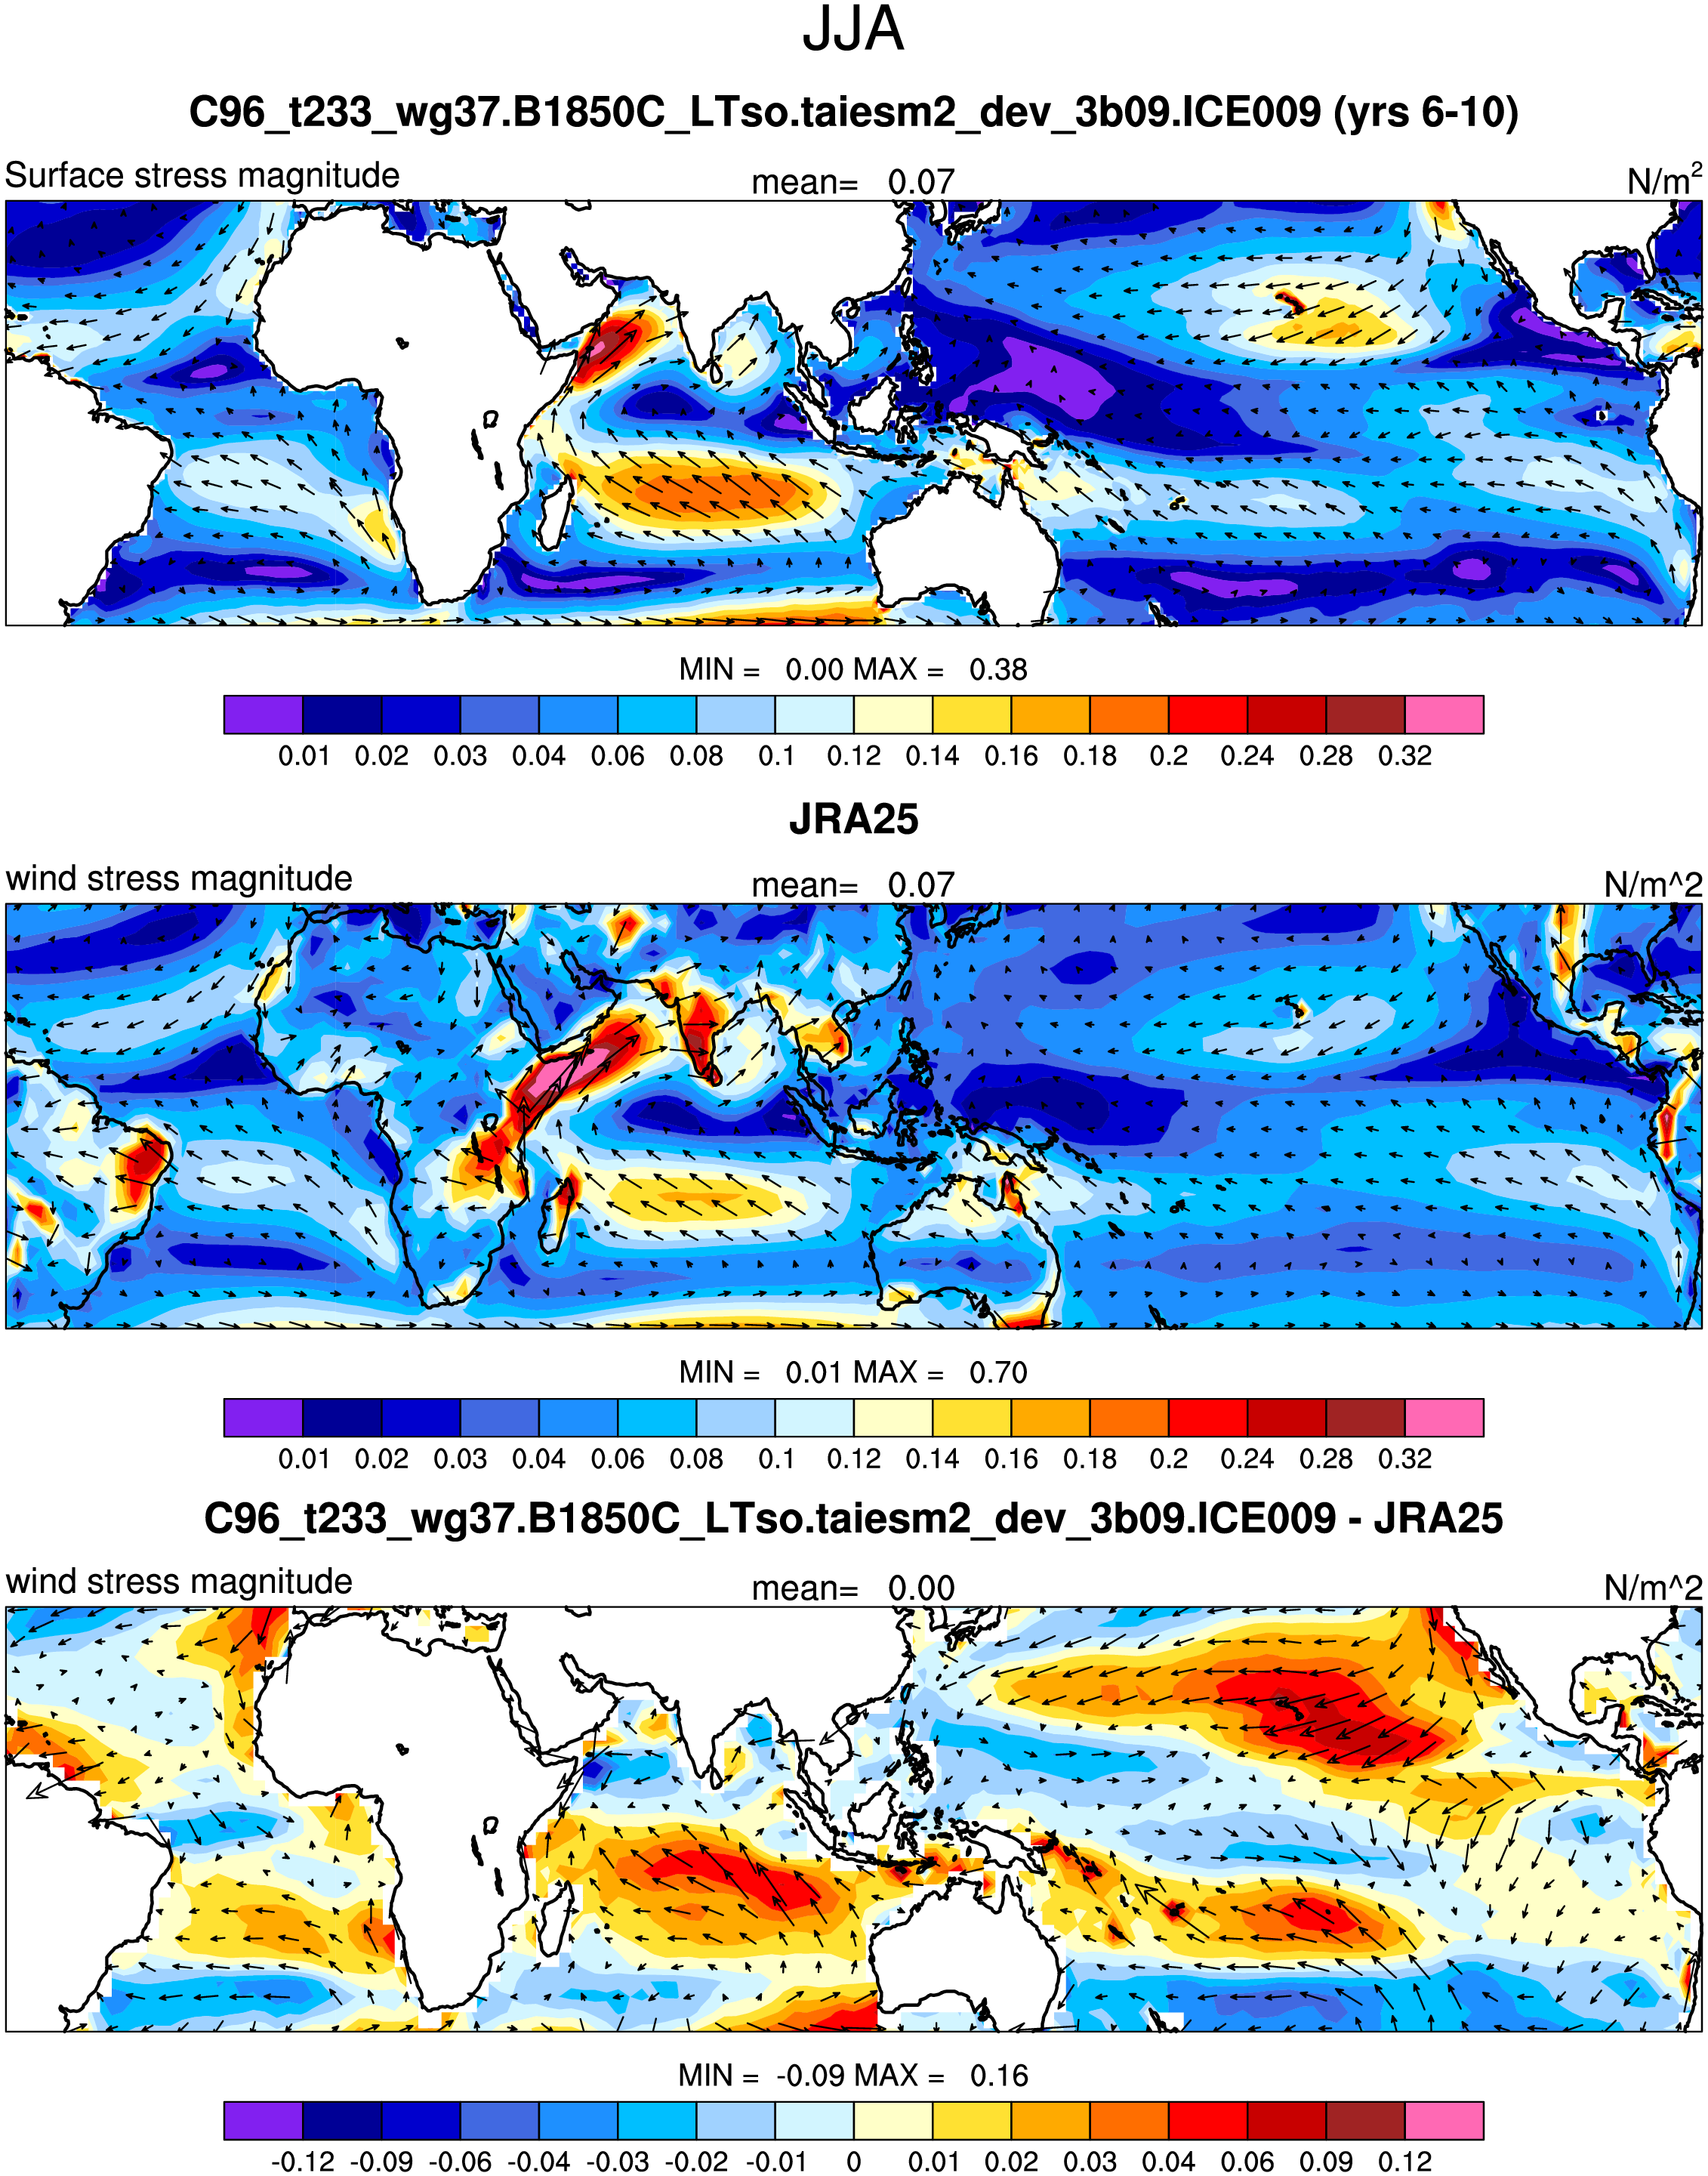 JJA
C96_t233_wg37.B1850C_LTso.taiesm2_dev_3b09.ICE009 (yrs 6-10)
Surface stress magnitude mean= 0.07 N/m2
MIN = 0.00 MAX = 0.38
0.01 0.02 0.03 0.04 0.06 0.08 0.1 0.12 0.14 0.16 0.18 0.2 0.24 0.28 0.32
JRA25
wind stress magnitude mean= 0.07 N/m^2
MIN = 0.01 MAX = 0.70
0.01 0.02 0.03 0.04 0.06 0.08 0.1 0.12 0.14 0.16 0.18 0.2 0.24 0.28 0.32
C96_t233_wg37.B1850C_LTso.taiesm2_dev_3b09.ICE009 - JRA25
wind stress magnitude mean= 0.00 N/m^2
MIN = -0.09 MAX = 0.16
-0.12 -0.09 -0.06 -0.04 -0.03 -0.02 -0.01 0 0.01 0.02 0.03 0.04 0.06 0.09 0.12